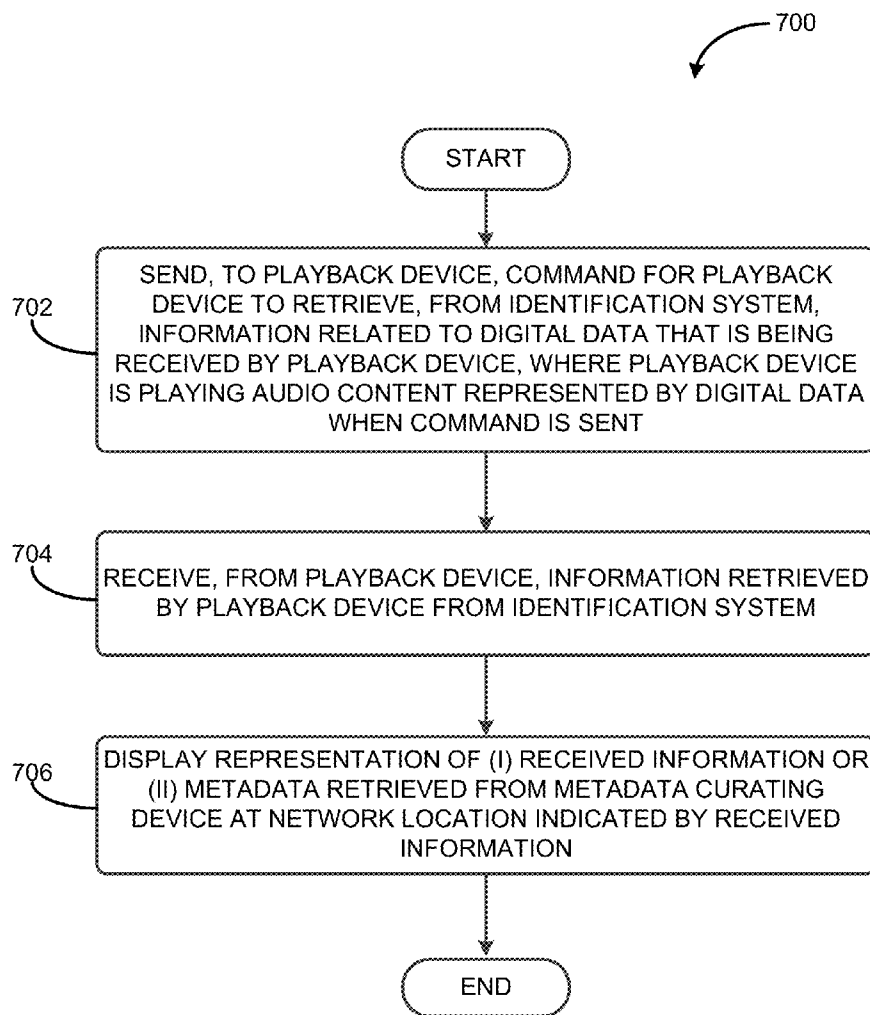 700
START
702
SEND, TO PLAYBACK DEVICE, COMMAND FOR PLAYBACK
DEVICE TO RETRIEVE, FROM IDENTIFICATION SYSTEM,
INFORMATION RELATED TO DIGITAL DATA THAT IS BEING
RECEIVED BY PLAYBACK DEVICE, WHERE PLAYBACK DEVICE
IS PLAYING AUDIO CONTENT REPRESENTED BY DIGITAL DATA
WHEN COMMAND IS SENT
704
RECEIVE, FROM PLAYBACK DEVICE, INFORMATION RETRIEVED
BY PLAYBACK DEVICE FROM IDENTIFICATION SYSTEM
706
DISPLAY REPRESENTATION OF (I) RECEIVED INFORMATION OR
(II) METADATA RETRIEVED FROM METADATA CURATING
DEVICE AT NETWORK LOCATION INDICATED BY RECEIVED
INFORMATION
END